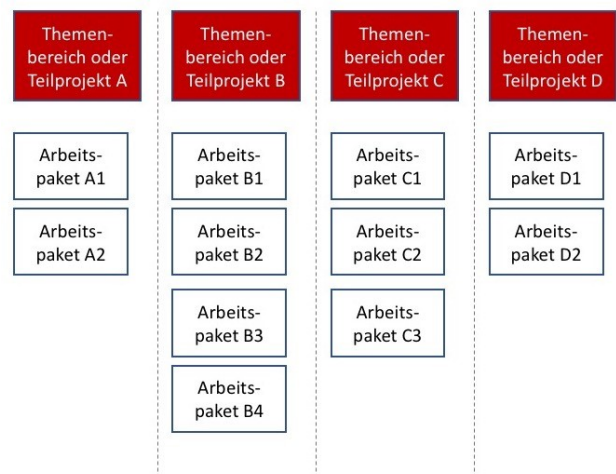 Themen-
bereich oder
Teilprojekt A
Themen-
bereich oder
Teilprojekt B
Themen-
bereich oder
Teilprojekt C
Themen-
bereich oder
Teilprojekt D
Arbeits-
paket A1
Arbeits-
paket A2
Arbeits-
paket B1
Arbeits-
paket B2
Arbeits-
paket B3
Arbeits-
paket B4
Arbeits-
paket C1
Arbeits-
paket C2
Arbeits-
paket C3
Arbeits-
paket D1
Arbeits-
paket D2